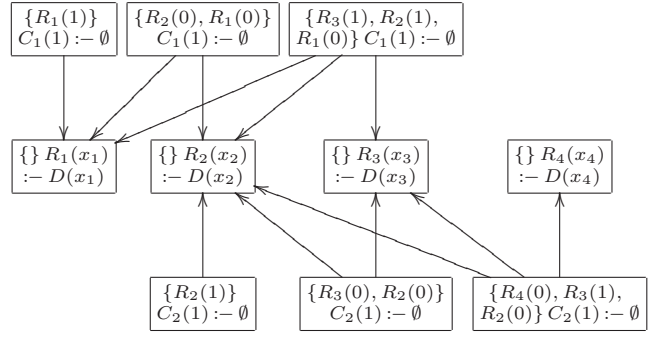 {R₁(1)}
C₁(1) :- ∅
{R₂(0), R₁(0)}
C₁(1) :- ∅
{R₃(1), R₂(1),
R₁(0)} C₁(1) :- ∅
{} R₁(x₁)
:- D(x₁)
{} R₂(x₂)
:- D(x₂)
{} R₃(x₃)
:- D(x₃)
{} R₄(x₄)
:- D(x₄)
{R₂(1)}
C₂(1) :- ∅
{R₃(0), R₂(0)}
C₂(1) :- ∅
{R₄(0), R₃(1),
R₂(0)} C₂(1) :- ∅